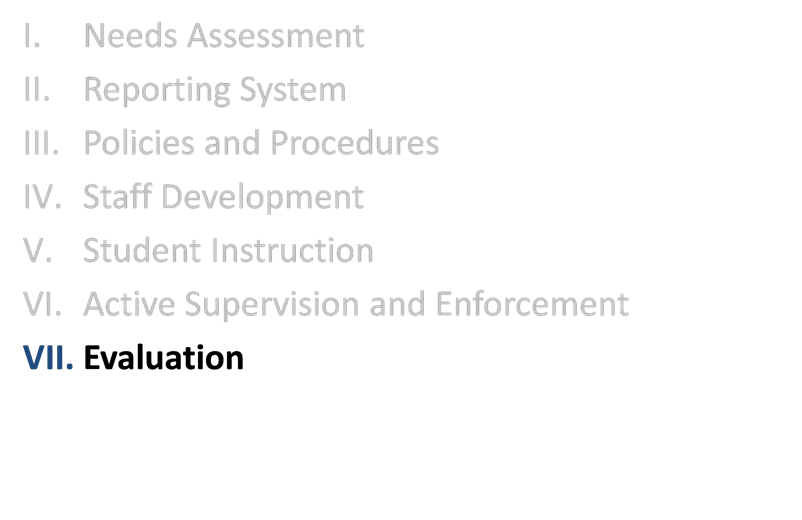 I. Needs Assessment
II. Reporting System
III. Policies and Procedures
IV. Staff Development
V. Student Instruction
VI. Active Supervision and Enforcement
VII. Evaluation